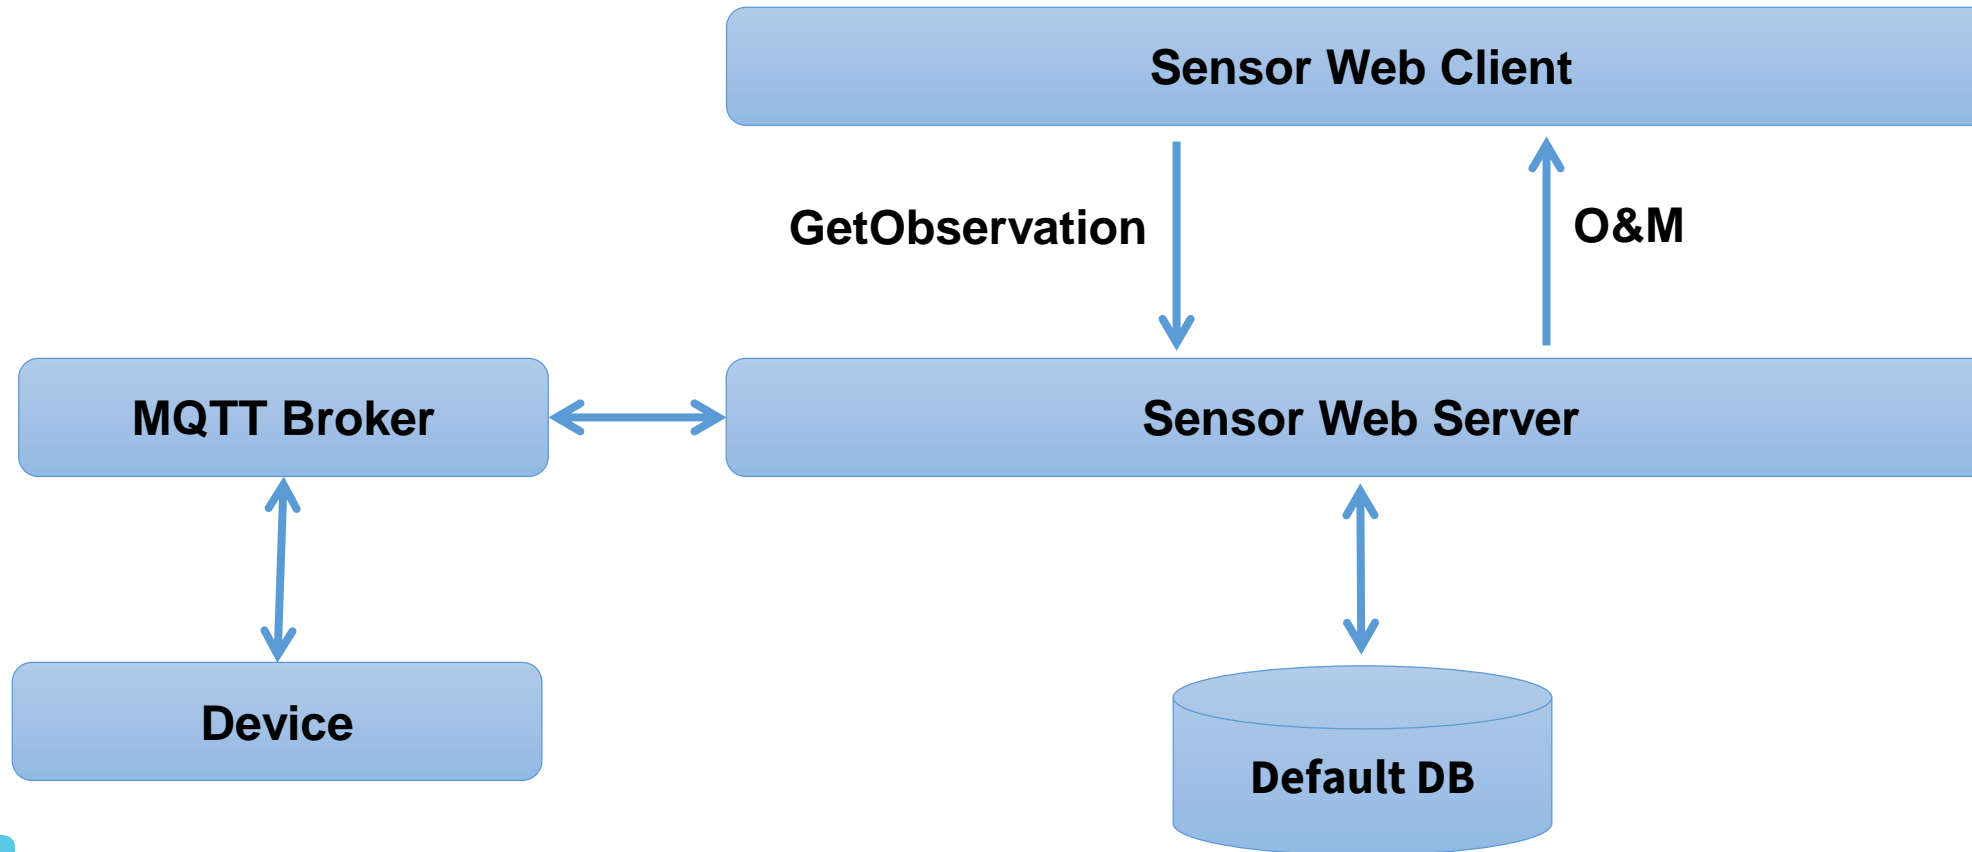 Sensor Web Client
GetObservation
O&M
MQTT Broker
Sensor Web Server
Device
Default DB